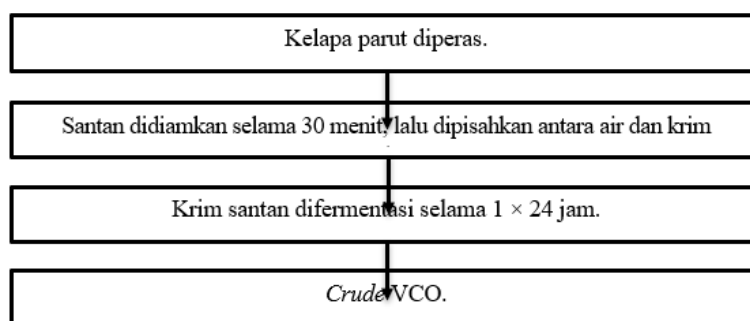 Kelapa parut diperas.
Santan didiamkan selama 30 menit, lalu dipisahkan antara air dan krim
Krim santan difermentasi selama 1 × 24 jam.
Crude VCO.